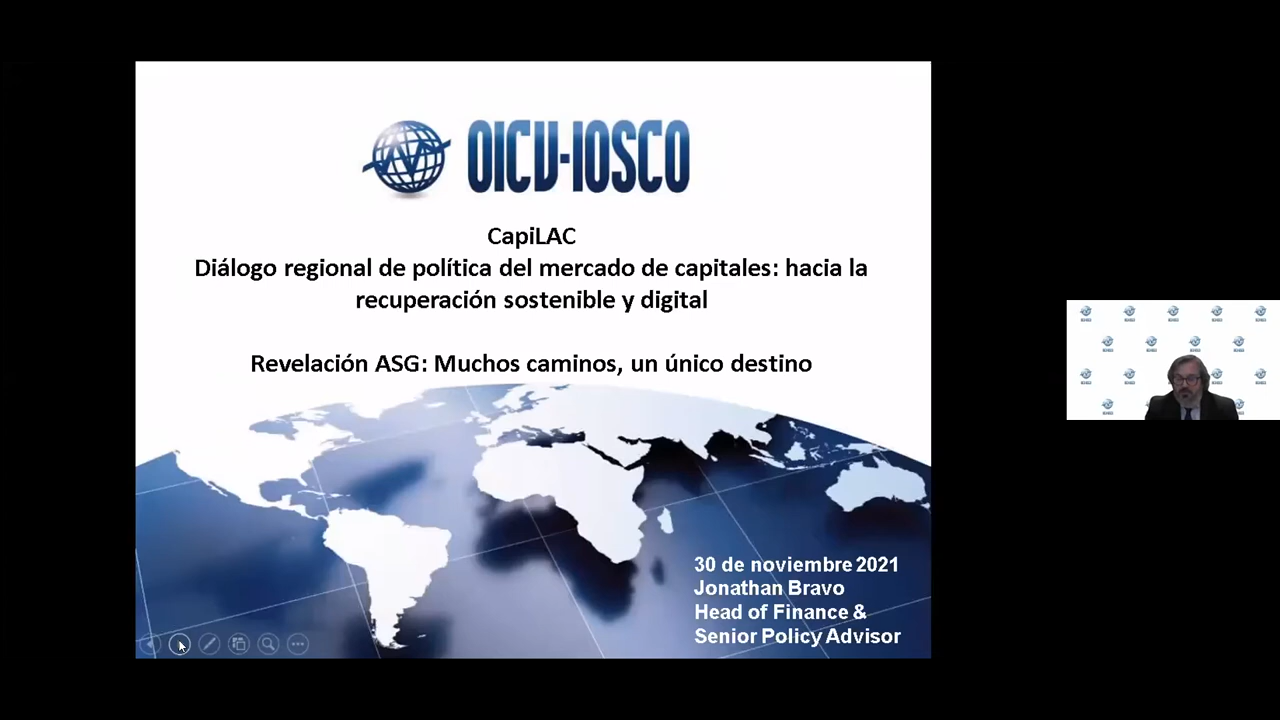 OICV-IOSCO
CapiLAC
Diálogo regional de política del mercado de capitales: hacia la
recuperación sostenible y digital
Revelación ASG: Muchos caminos, un único destino
30 de noviembre 2021
Jonathan Bravo
Head of Finance &
Senior Policy Advisor